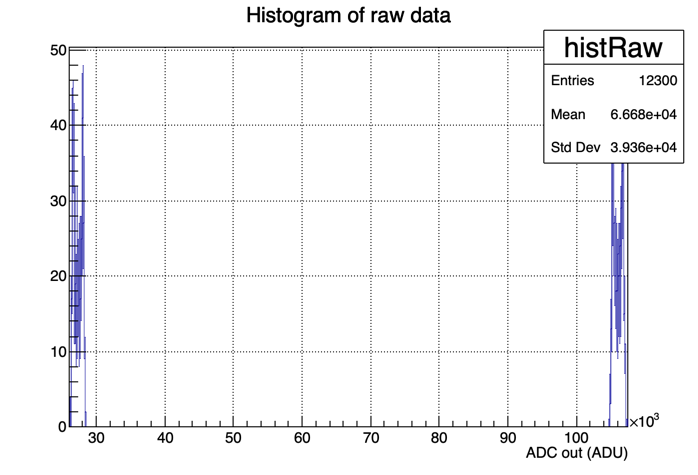 Histogram of raw data
histRaw
Entries 12300
Mean 6.668e+04
Std Dev 3.936e+04
50
40
30
20
10
0
30 40 50 60 70 80 90 100
×10³
ADC out (ADU)